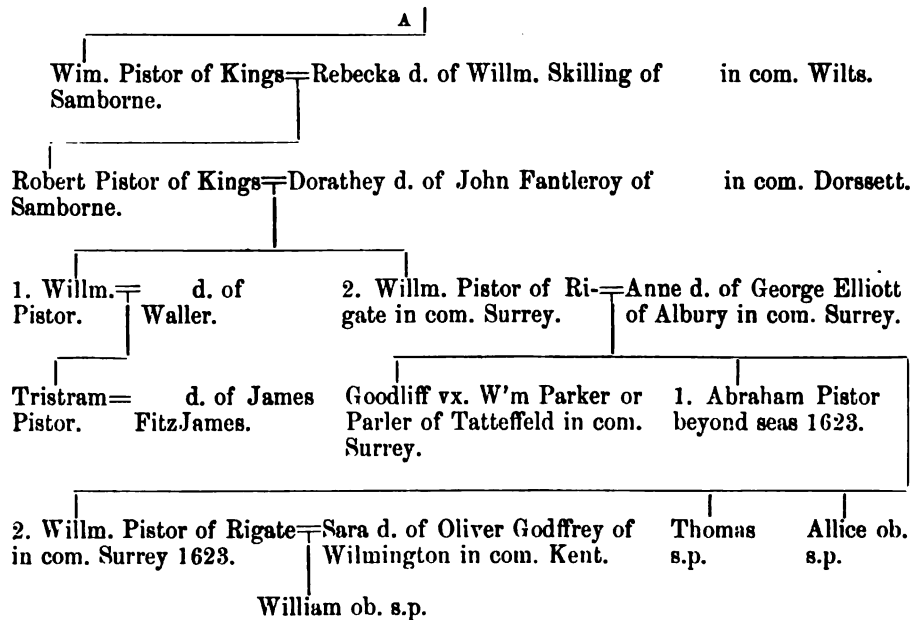 A
Wim. Pistor of Kings=Rebecka d. of Willm. Skilling of in com. Wilts.
Samborne.
Robert Pistor of Kings=Dorathey d. of John Fantleroy of in com. Dorssett.
Samborne.
1. Willm.= d. of
Pistor. Waller.
2. Willm. Pistor of Ri-=Anne d. of George Elliott
gate in com. Surrey. of Albury in com. Surrey.
Tristram= d. of James
Pistor. FitzJames.
Goodliff vx. W'm Parker or
Parler of Tatteffeld in com.
Surrey.
1. Abraham Pistor
beyond seas 1623.
2. Willm. Pistor of Rigate=Sara d. of Oliver Godffrey of
in com. Surrey 1623. Wilmington in com. Kent.
Thomas
s.p.
Allice ob.
s.p.
William ob. s.p.